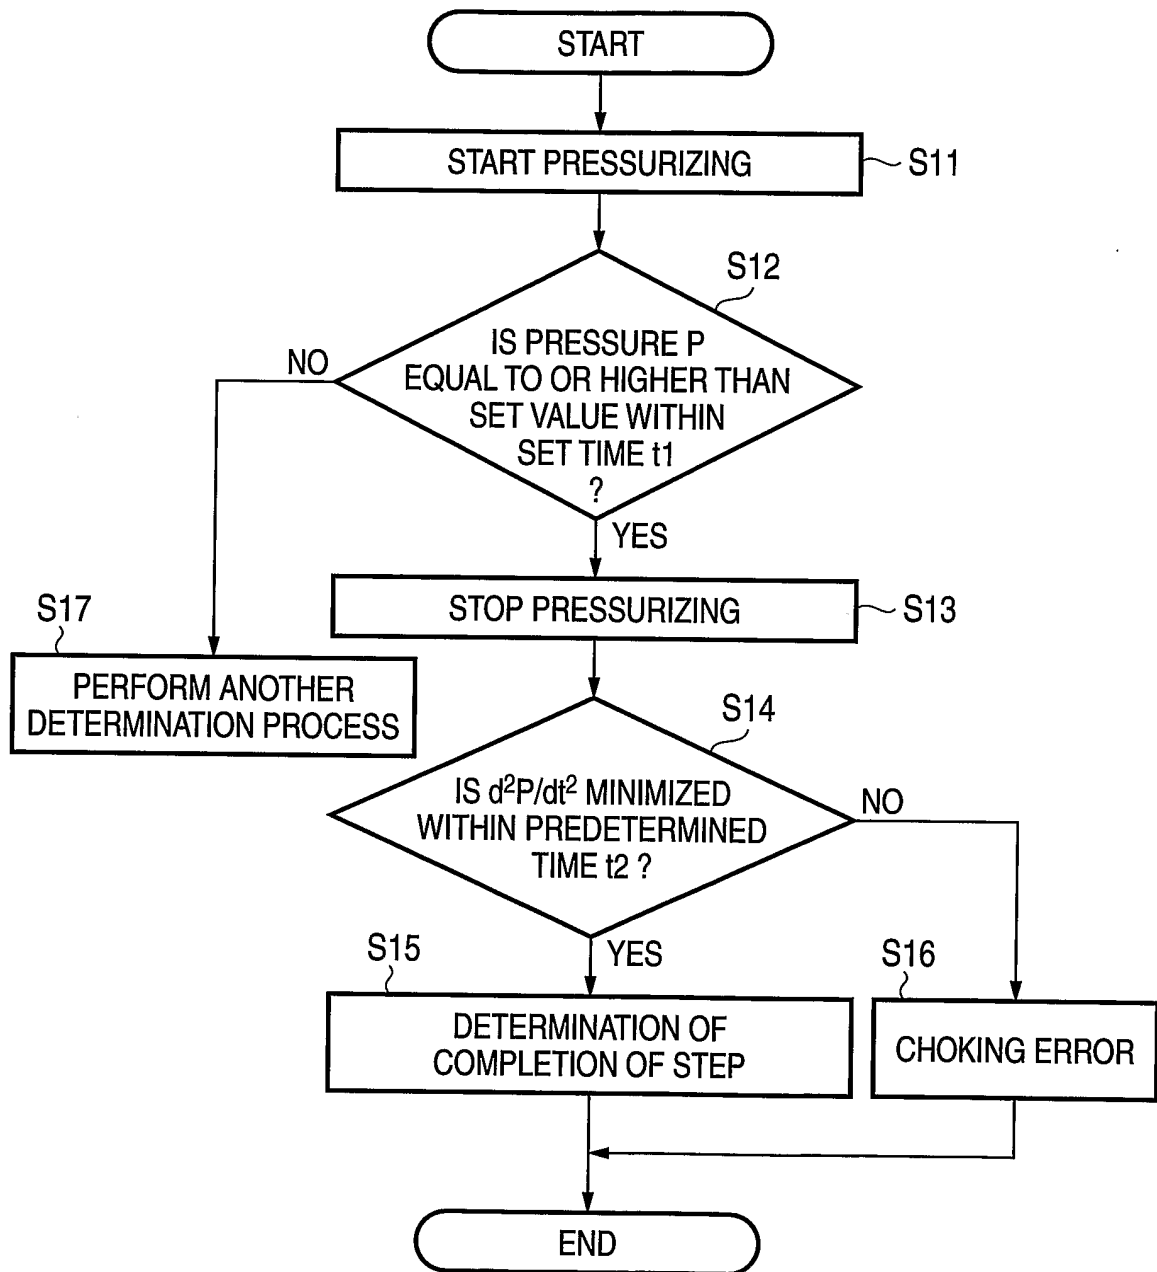 START
START PRESSURIZING
S11
S12
IS PRESSURE P
EQUAL TO OR HIGHER THAN
SET VALUE WITHIN
SET TIME t1
?
NO
YES
STOP PRESSURIZING
S13
S17
PERFORM ANOTHER
DETERMINATION PROCESS
S14
IS d²P/dt² MINIMIZED
WITHIN PREDETERMINED
TIME t2 ?
NO
YES
S15
DETERMINATION OF
COMPLETION OF STEP
S16
CHOKING ERROR
END